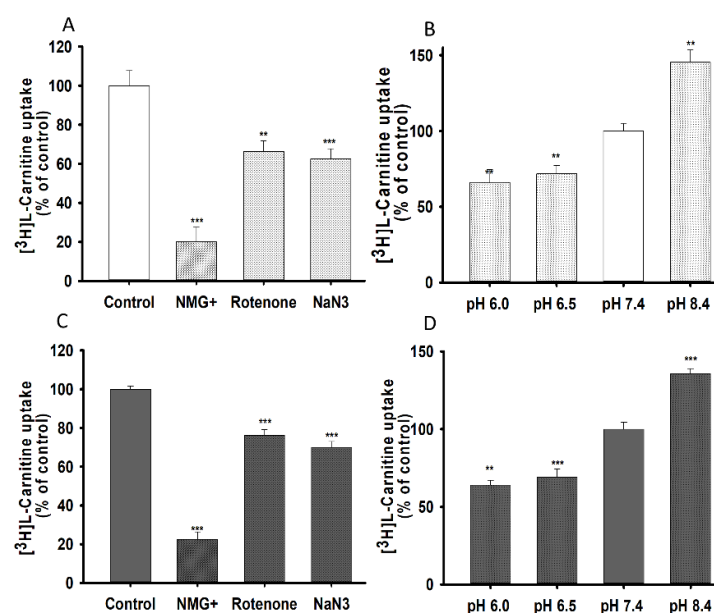 A
[³H]L-Carnitine uptake
(% of control)
120
100
80
60
40
20
0
**
***
***
Control NMG+ Rotenone NaN3
B
[³H]L-Carnitine uptake
(% of control)
150
100
50
0
**
**
**
pH 6.0 pH 6.5 pH 7.4 pH 8.4
C
[³H]L-Carnitine uptake
(% of control)
120
100
80
60
40
20
0
***
***
***
Control NMG+ Rotenone NaN3
D
[³H]L-Carnitine uptake
(% of control)
150
100
50
0
***
**
***
pH 6.0 pH 6.5 pH 7.4 pH 8.4